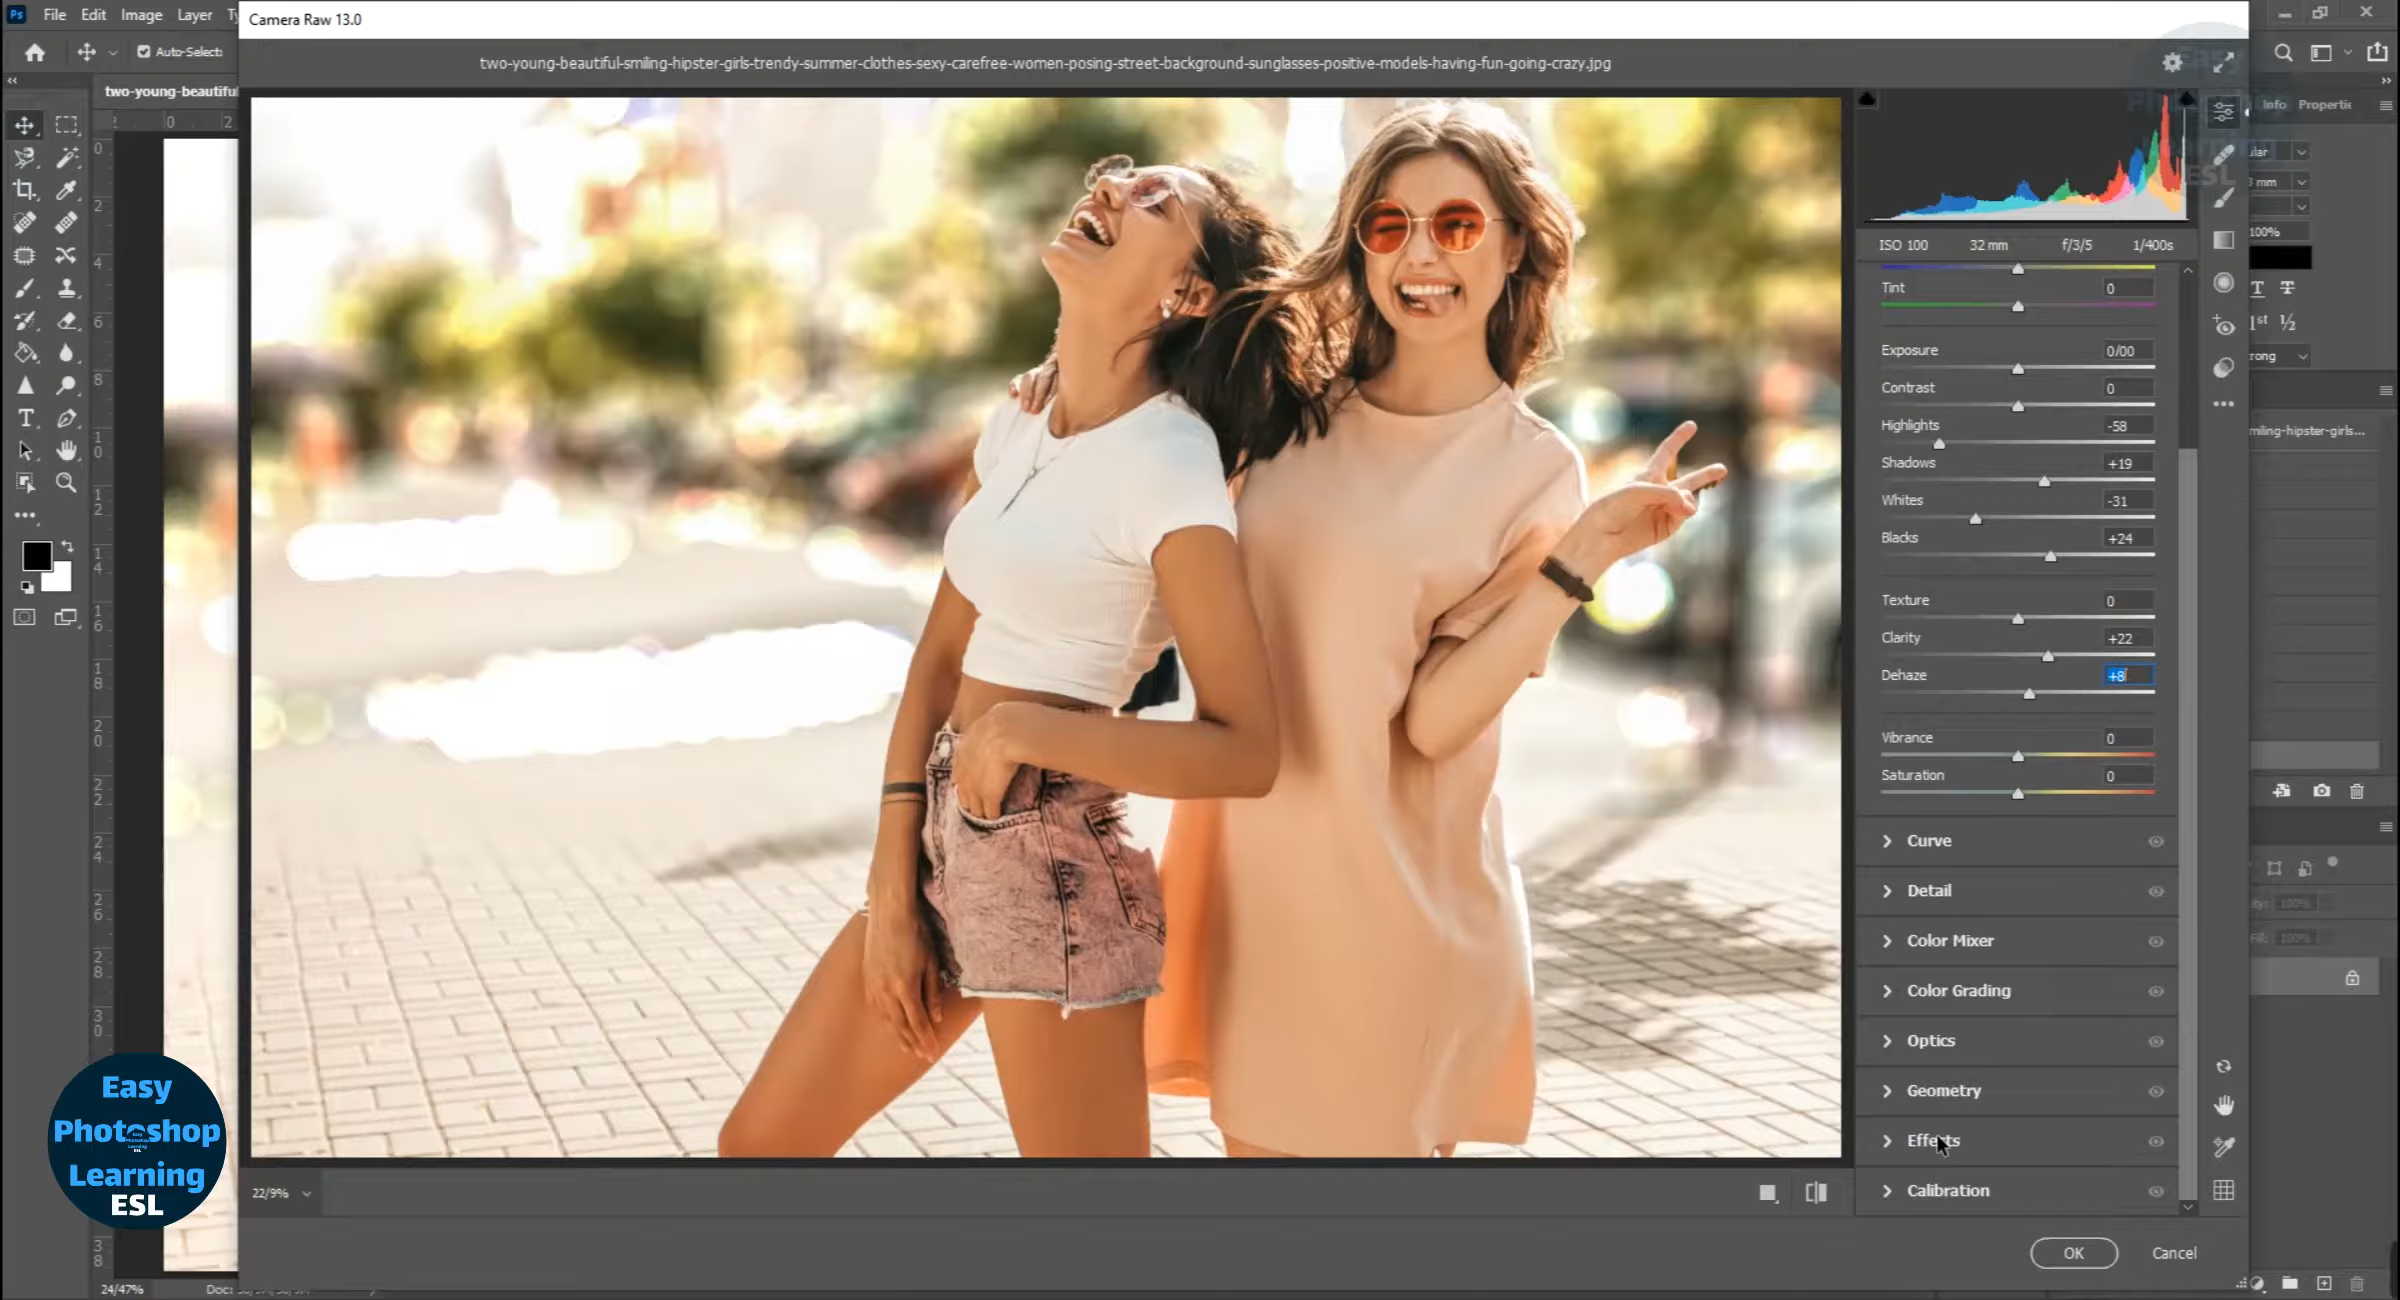 Ps File Edit Image Layer
Camera Raw 13.0
Auto-Select:
two-young-beautiful-smiling-hipster-girls-trendy-summer-clothes-sexy-carefree-women-posing-street-background-sunglasses-positive-models-having-fun-going-crazy.jpg
two-young-beautiful
Info Properti
ISO 100 32 mm f/3/5 1/400s
Tint 0
Exposure 0/00
Contrast 0
Highlights -58
Shadows +19
Whites -31
Blacks +24
Texture 0
Clarity +22
Dehaze +8
Vibrance 0
Saturation 0
Curve
Detail
Color Mixer
Color Grading
Optics
Geometry
Effects
Calibration
OK Cancel
22/9%
24/47%
Doc:
100%
miling-hipster-girls...
Fill: 100%
Easy
Photoshop
Learning
ESL